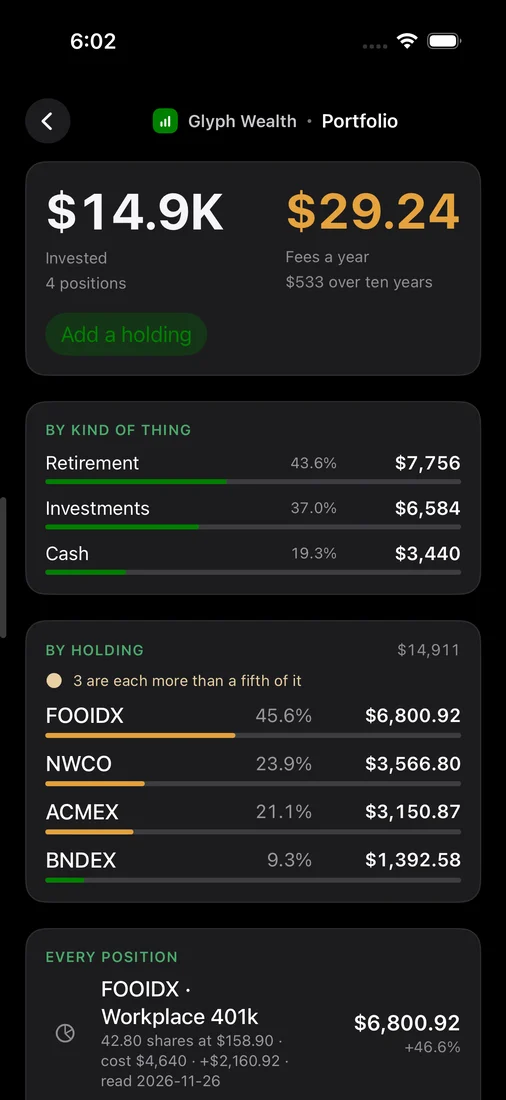 6:02
Glyph Wealth • Portfolio
$14.9K
$29.24
Invested
Fees a year
4 positions
$533 over ten years
Add a holding
BY KIND OF THING
Retirement 43.6% $7,756
Investments 37.0% $6,584
Cash 19.3% $3,440
BY HOLDING $14,911
3 are each more than a fifth of it
FOOIDX 45.6% $6,800.92
NWCO 23.9% $3,566.80
ACMEX 21.1% $3,150.87
BNDEX 9.3% $1,392.58
EVERY POSITION
FOOIDX ·
Workplace 401k
$6,800.92
42.80 shares at $158.90 ·
+46.6%
cost $4,640 · +$2,160.92 ·
read 2026-11-26